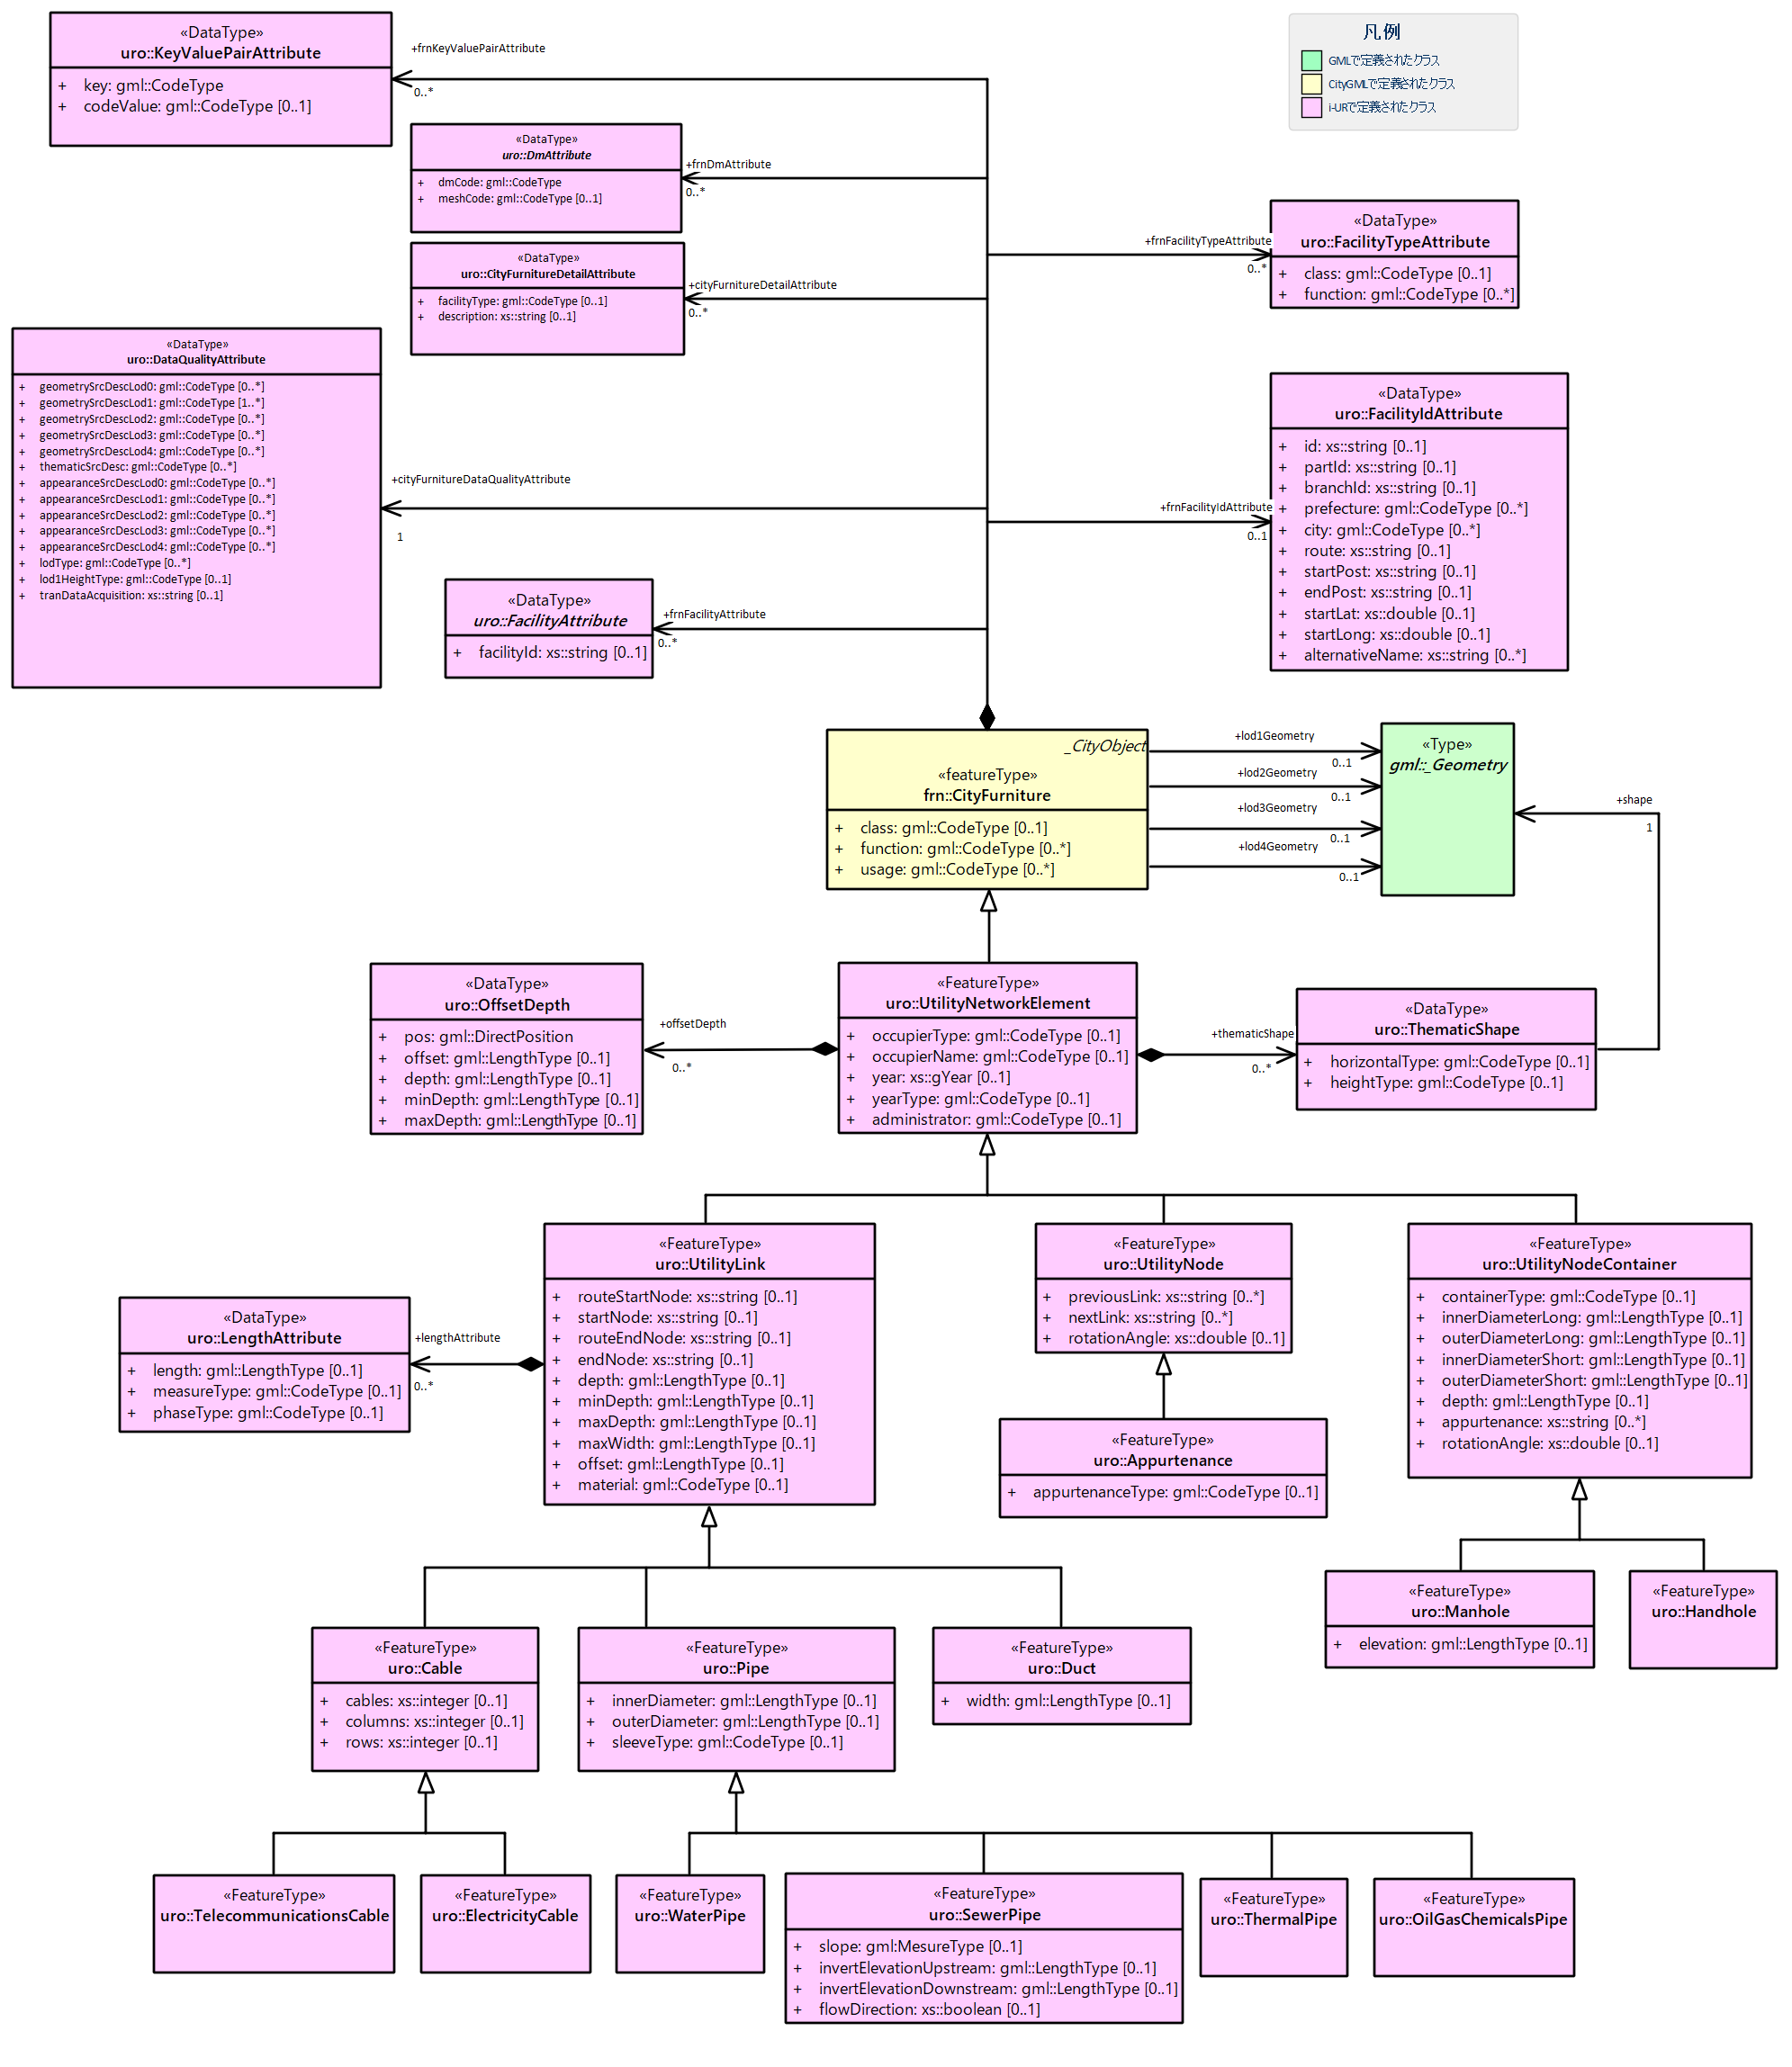 «DataType»
uro::KeyValuePairAttribute
+ key: gml::CodeType
+ codeValue: gml::CodeType [0..1]
+frnKeyValuePairAttribute
0..*
凡例
GMLで定義されたクラス
CityGMLで定義されたクラス
i-URで定義されたクラス
«DataType»
uro::DmAttribute
+ dmCode: gml::CodeType
+ meshCode: gml::CodeType [0..1]
+frnDmAttribute
0..*
«DataType»
uro::FacilityTypeAttribute
+ class: gml::CodeType [0..1]
+ function: gml::CodeType [0..*]
+frnFacilityTypeAttribute
0..*
«DataType»
uro::CityFurnitureDetailAttribute
+ facilityType: gml::CodeType [0..1]
+ description: xs::string [0..1]
+cityFurnitureDetailAttribute
0..*
«DataType»
uro::DataQualityAttribute
+ geometrySrcDescLod0: gml::CodeType [0..*]
+ geometrySrcDescLod1: gml::CodeType [1..*]
+ geometrySrcDescLod2: gml::CodeType [0..*]
+ geometrySrcDescLod3: gml::CodeType [0..*]
+ geometrySrcDescLod4: gml::CodeType [0..*]
+ thematicSrcDesc: gml::CodeType [0..*]
+ appearanceSrcDescLod0: gml::CodeType [0..*]
+ appearanceSrcDescLod1: gml::CodeType [0..*]
+ appearanceSrcDescLod2: gml::CodeType [0..*]
+ appearanceSrcDescLod3: gml::CodeType [0..*]
+ appearanceSrcDescLod4: gml::CodeType [0..*]
+ lodType: gml::CodeType [0..*]
+ lod1HeightType: gml::CodeType [0..1]
+ tranDataAcquisition: xs::string [0..1]
+cityFurnitureDataQualityAttribute
1
«DataType»
uro::FacilityIdAttribute
+ id: xs::string [0..1]
+ partId: xs::string [0..1]
+ branchId: xs::string [0..1]
+ prefecture: gml::CodeType [0..*]
+ city: gml::CodeType [0..*]
+ route: xs::string [0..1]
+ startPost: xs::string [0..1]
+ endPost: xs::string [0..1]
+ startLat: xs::double [0..1]
+ startLong: xs::double [0..1]
+ alternativeName: xs::string [0..*]
+frnFacilityIdAttribute
0..1
«DataType»
uro::FacilityAttribute
+ facilityId: xs::string [0..1]
+frnFacilityAttribute
0..*
_CityObject
«featureType»
frn::CityFurniture
+ class: gml::CodeType [0..1]
+ function: gml::CodeType [0..*]
+ usage: gml::CodeType [0..*]
+lod1Geometry
0..1
+lod2Geometry
0..1
+lod3Geometry
0..1
+lod4Geometry
0..1
«Type»
gml::_Geometry
+shape
1
«DataType»
uro::OffsetDepth
+ pos: gml::DirectPosition
+ offset: gml::LengthType [0..1]
+ depth: gml::LengthType [0..1]
+ minDepth: gml::LengthType [0..1]
+ maxDepth: gml::LengthType [0..1]
+offsetDepth
0..*
«FeatureType»
uro::UtilityNetworkElement
+ occupierType: gml::CodeType [0..1]
+ occupierName: gml::CodeType [0..1]
+ year: xs::gYear [0..1]
+ yearType: gml::CodeType [0..1]
+ administrator: gml::CodeType [0..1]
+thematicShape
0..*
«DataType»
uro::ThematicShape
+ horizontalType: gml::CodeType [0..1]
+ heightType: gml::CodeType [0..1]
«DataType»
uro::LengthAttribute
+ length: gml::LengthType [0..1]
+ measureType: gml::CodeType [0..1]
+ phaseType: gml::CodeType [0..1]
+lengthAttribute
0..*
«FeatureType»
uro::UtilityLink
+ routeStartNode: xs::string [0..1]
+ startNode: xs::string [0..1]
+ routeEndNode: xs::string [0..1]
+ endNode: xs::string [0..1]
+ depth: gml::LengthType [0..1]
+ minDepth: gml::LengthType [0..1]
+ maxDepth: gml::LengthType [0..1]
+ maxWidth: gml::LengthType [0..1]
+ offset: gml::LengthType [0..1]
+ material: gml::CodeType [0..1]
«FeatureType»
uro::UtilityNode
+ previousLink: xs::string [0..*]
+ nextLink: xs::string [0..*]
+ rotationAngle: xs::double [0..1]
«FeatureType»
uro::Appurtenance
+ appurtenanceType: gml::CodeType [0..1]
«FeatureType»
uro::UtilityNodeContainer
+ containerType: gml::CodeType [0..1]
+ innerDiameterLong: gml::LengthType [0..1]
+ outerDiameterLong: gml::LengthType [0..1]
+ innerDiameterShort: gml::LengthType [0..1]
+ outerDiameterShort: gml::LengthType [0..1]
+ depth: gml::LengthType [0..1]
+ appurtenance: xs::string [0..*]
+ rotationAngle: xs::double [0..1]
«FeatureType»
uro::Manhole
+ elevation: gml::LengthType [0..1]
«FeatureType»
uro::Handhole
«FeatureType»
uro::Cable
+ cables: xs::integer [0..1]
+ columns: xs::integer [0..1]
+ rows: xs::integer [0..1]
«FeatureType»
uro::Pipe
+ innerDiameter: gml::LengthType [0..1]
+ outerDiameter: gml::LengthType [0..1]
+ sleeveType: gml::CodeType [0..1]
«FeatureType»
uro::Duct
+ width: gml::LengthType [0..1]
«FeatureType»
uro::TelecommunicationsCable
«FeatureType»
uro::ElectricityCable
«FeatureType»
uro::WaterPipe
«FeatureType»
uro::SewerPipe
+ slope: gml:MesureType [0..1]
+ invertElevationUpstream: gml::LengthType [0..1]
+ invertElevationDownstream: gml::LengthType [0..1]
+ flowDirection: xs::boolean [0..1]
«FeatureType»
uro::ThermalPipe
«FeatureType»
uro::OilGasChemicalsPipe